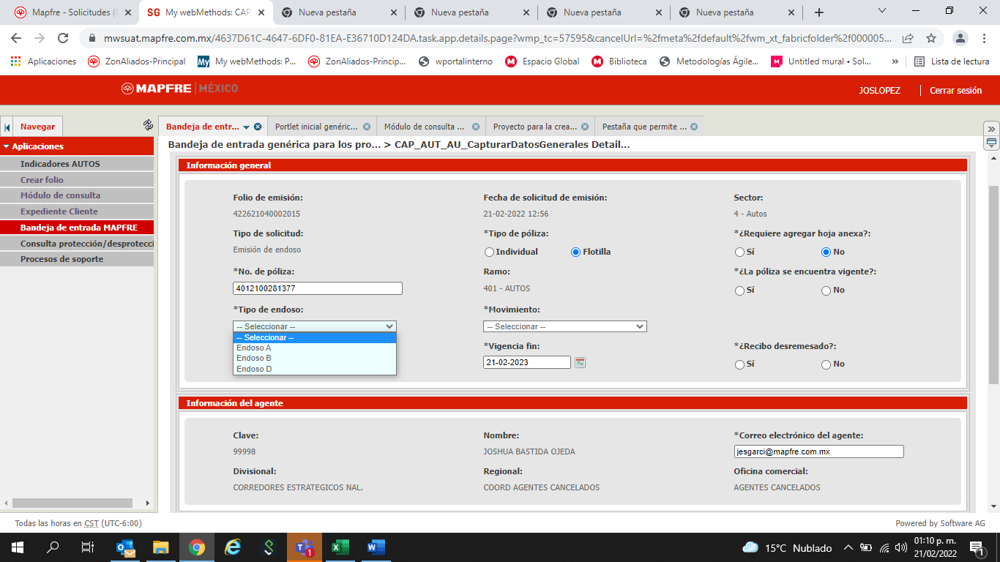 Mapfre - Solicitudes (C
My webMethods: CAP_
Nueva pestaña
Nueva pestaña
Nueva pestaña
Nueva pestaña
mwsuat.mapfre.com.mx/4637D61C-4647-6DF0-81EA-E36710D124DA.task.app.details.page?wmp_tc=57595&cancelUrl=%2fmeta%2fdefault%2fwm_xt_fabricfolder%2f000005...
Aplicaciones
ZonAliados-Principal
My webMethods: P...
ZonAliados-Princip...
wportalinterno
Espacio Global
Biblioteca
Metodologías Ágile...
Untitled mural • Sol...
»
Lista de lectura
MAPFRE | MÉXICO
JOSLOPEZ
Cerrar sesión
Navegar
Bandeja de entr...
Portlet inicial genéric...
Módulo de consulta ...
Proyecto para la crea...
Pestaña que permite ...
Aplicaciones
Indicadores AUTOS
Crear folio
Módulo de consulta
Expediente Cliente
Bandeja de entrada MAPFRE
Consulta protección/desprotecci
Procesos de soporte
Bandeja de entrada genérica para los pro... > CAP_AUT_AU_CapturarDatosGenerales Detail...
Información general
Folio de emisión:
Fecha de solicitud de emisión:
Sector:
422621040002015
21-02-2022 12:56
4 - Autos
Tipo de solicitud:
*Tipo de póliza:
*¿Requiere agregar hoja anexa?:
Emisión de endoso
Individual
Flotilla
Sí
No
*No. de póliza:
Ramo:
*¿La póliza se encuentra vigente?:
4012100281377
401 - AUTOS
Sí
No
*Tipo de endoso:
*Movimiento:
-- Seleccionar --
-- Seleccionar --
-- Seleccionar --
Endoso A
Endoso B
Endoso D
*Vigencia fin:
*¿Recibo desremesado?:
21-02-2023
Sí
No
Información del agente
Clave:
Nombre:
*Correo electrónico del agente:
99998
JOSHUA BASTIDA OJEDA
jesgarci@mapfre.com.mx
Divisional:
Regional:
Oficina comercial:
CORREDORES ESTRATEGICOS NAL.
COORD AGENTES CANCELADOS
AGENTES CANCELADOS
Todas las horas en CST (UTC-6:00)
Powered by Software AG
15°C Nublado
01:10 p. m.
21/02/2022